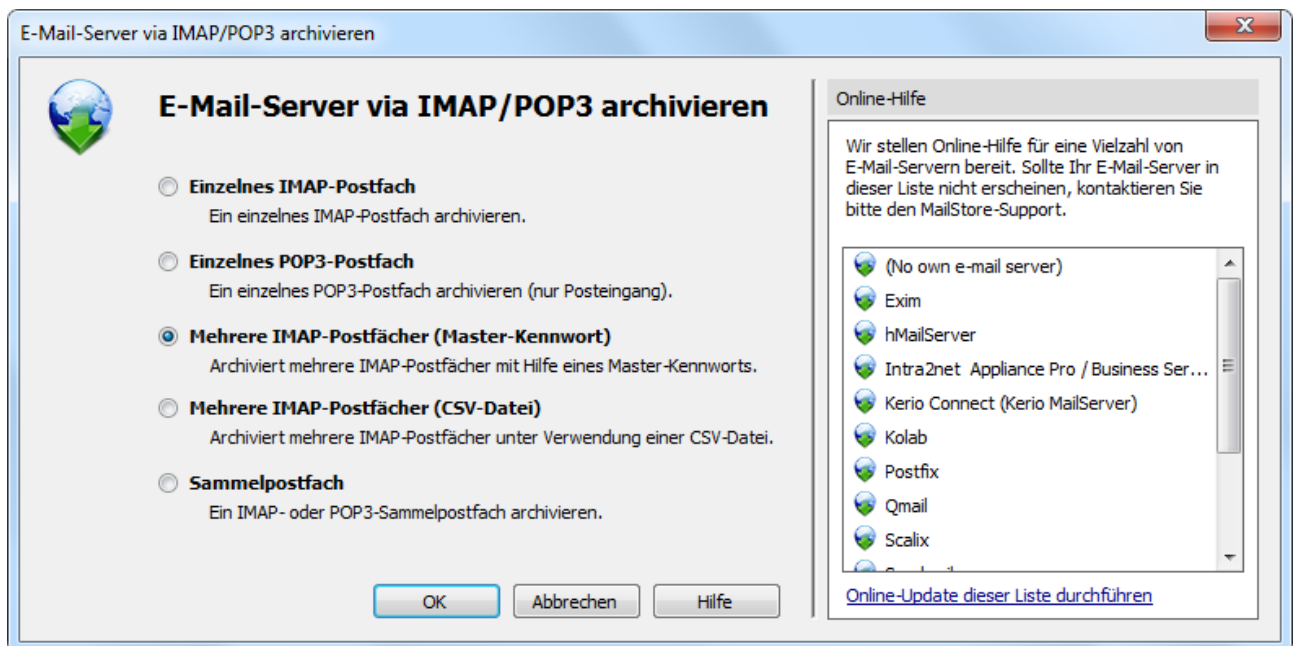 E-Mail-Server via IMAP/POP3 archivieren
E-Mail-Server via IMAP/POP3 archivieren
Einzelnes IMAP-Postfach
Ein einzelnes IMAP-Postfach archivieren.
Einzelnes POP3-Postfach
Ein einzelnes POP3-Postfach archivieren (nur Posteingang).
Mehrere IMAP-Postfächer (Master-Kennwort)
Archiviert mehrere IMAP-Postfächer mit Hilfe eines Master-Kennworts.
Mehrere IMAP-Postfächer (CSV-Datei)
Archiviert mehrere IMAP-Postfächer unter Verwendung einer CSV-Datei.
Sammelpostfach
Ein IMAP- oder POP3-Sammelpostfach archivieren.
OK
Abbrechen
Hilfe
Online-Hilfe
Wir stellen Online-Hilfe für eine Vielzahl von
E-Mail-Servern bereit. Sollte Ihr E-Mail-Server in
dieser Liste nicht erscheinen, kontaktieren Sie
bitte den MailStore-Support.
(No own e-mail server)
Exim
hMailServer
Intra2net Appliance Pro / Business Ser...
Kerio Connect (Kerio MailServer)
Kolab
Postfix
Qmail
Scalix
Online-Update dieser Liste durchführen